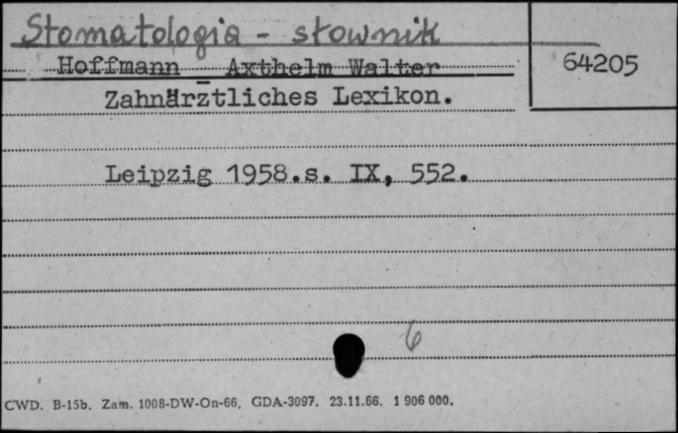 Stomatologia - słownik
64205
Hoffmann _ Axthelm Walter
Zahnärztliches Lexikon.
Leipzig 1958.s. IX, 552.
6
CWD. B-15b. Zam. 1008-DW-On-66. GDA-3097. 23.11.66. 1 906 000.